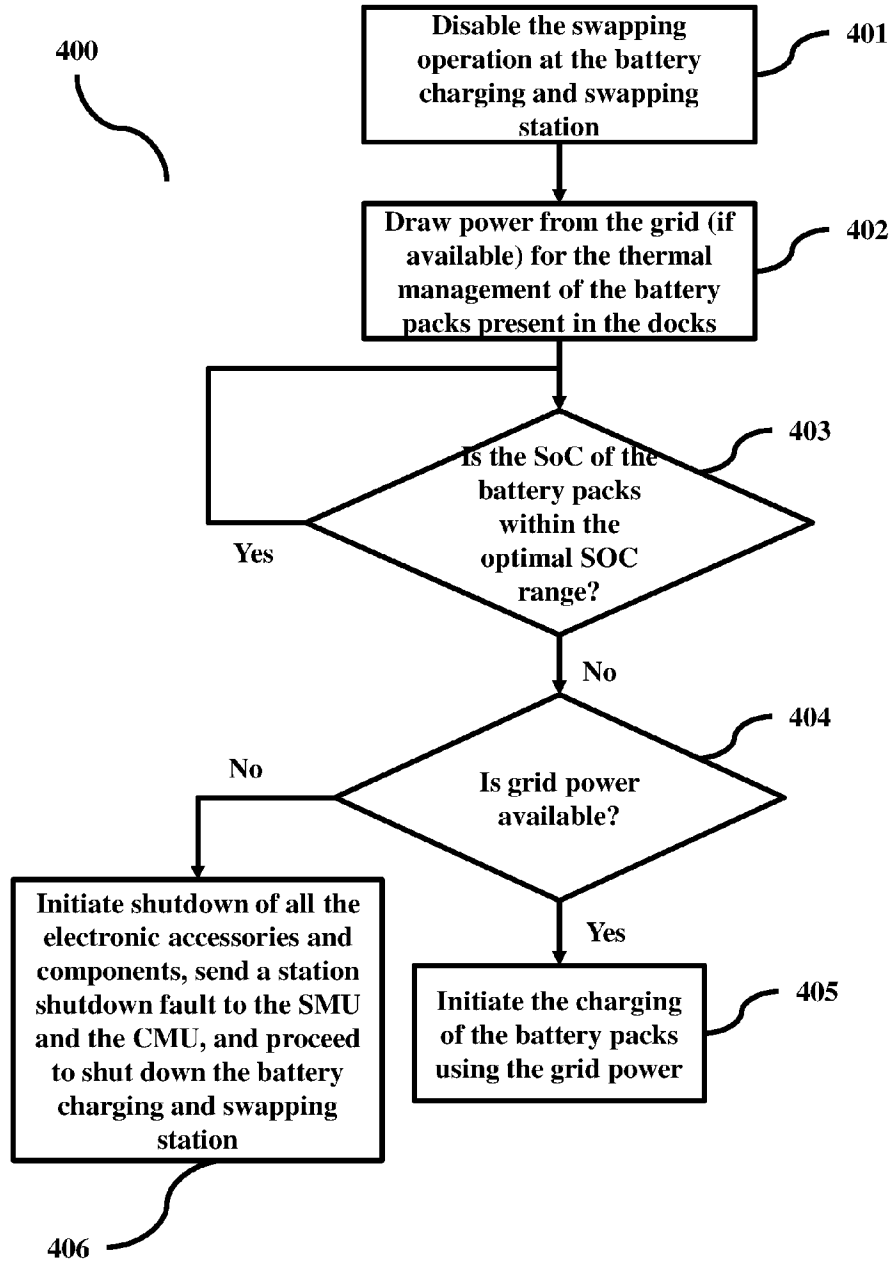 400
Disable the swapping
operation at the battery
charging and swapping
station
401
Draw power from the grid (if
available) for the thermal
management of the battery
packs present in the docks
402
Is the SoC of the
battery packs
within the
optimal SOC
range?
403
Yes
No
Is grid power
available?
404
No
Yes
Initiate shutdown of all the
electronic accessories and
components, send a station
shutdown fault to the SMU
and the CMU, and proceed
to shut down the battery
charging and swapping
station
406
Initiate the charging
of the battery packs
using the grid power
405